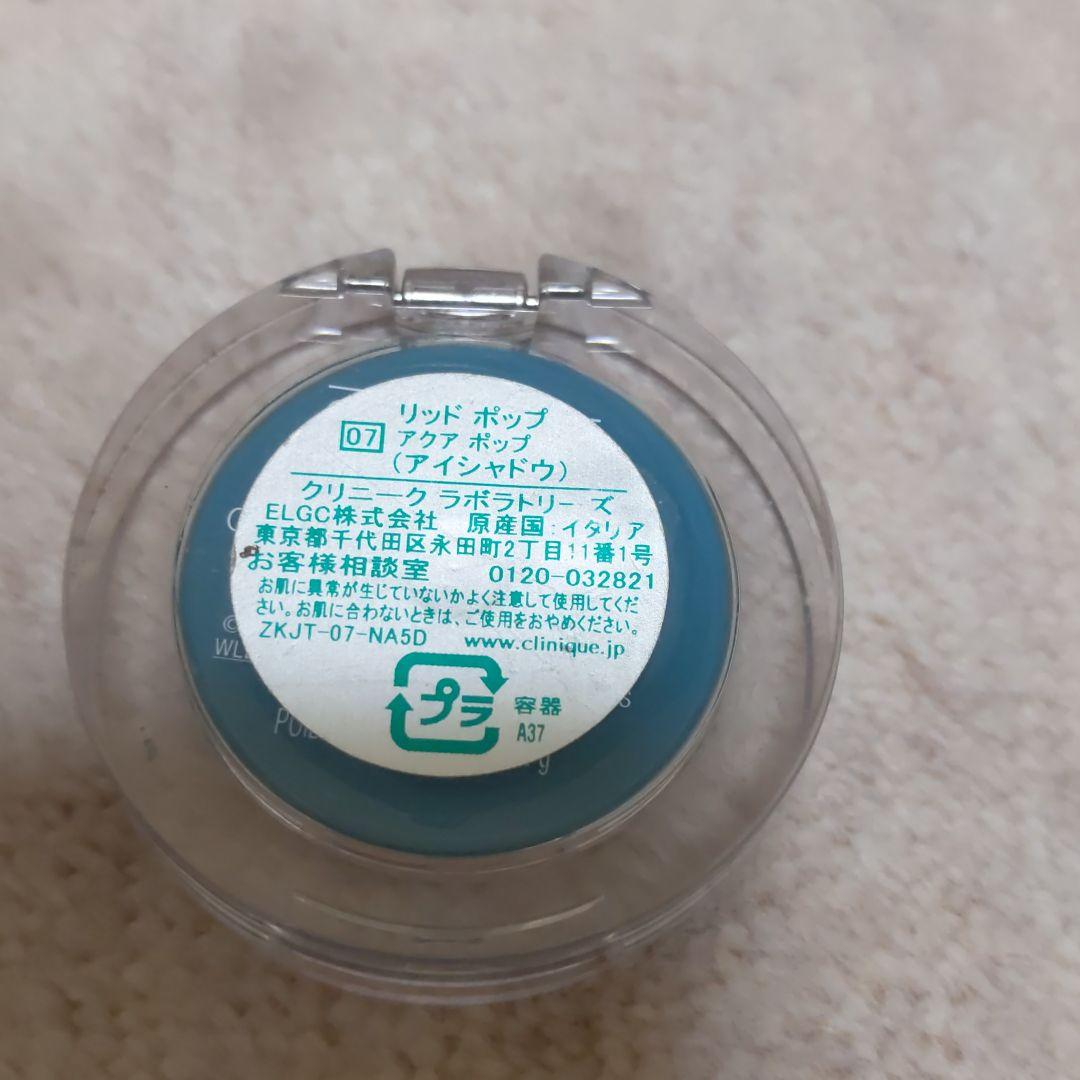 リッド ポップ
07 アクア ポップ
(アイシャドウ)
クリニーク ラボラトリーズ
ELGC株式会社 原産国:イタリア
東京都千代田区永田町2丁目11番1号
お客様相談室 0120-032821
お肌に異常が生じていないかよく注意して使用してくだ
さい。お肌に合わないときは、ご使用をおやめください。
ZKJT-07-NA5D www.clinique.jp
プラ 容器
A37